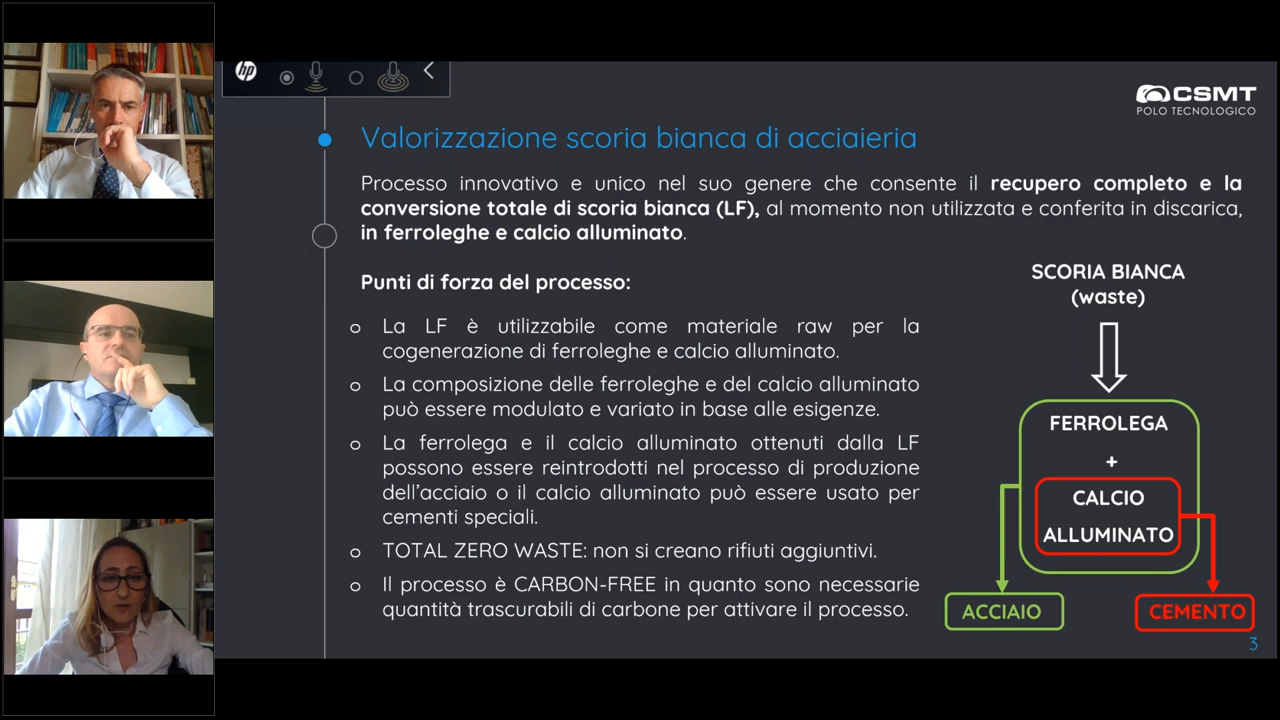 hp
CSMT
POLO TECNOLOGICO
Valorizzazione scoria bianca di acciaieria
Processo innovativo e unico nel suo genere che consente il recupero completo e la
conversione totale di scoria bianca (LF), al momento non utilizzata e conferita in discarica,
in ferroleghe e calcio alluminato.
Punti di forza del processo:
o La LF è utilizzabile come materiale raw per la
cogenerazione di ferroleghe e calcio alluminato.
o La composizione delle ferroleghe e del calcio alluminato
può essere modulato e variato in base alle esigenze.
o La ferrolega e il calcio alluminato ottenuti dalla LF
possono essere reintrodotti nel processo di produzione
dell'acciaio o il calcio alluminato può essere usato per
cementi speciali.
o TOTAL ZERO WASTE: non si creano rifiuti aggiuntivi.
o Il processo è CARBON-FREE in quanto sono necessarie
quantità trascurabili di carbone per attivare il processo.
SCORIA BIANCA
(waste)
FERROLEGA
+
CALCIO
ALLUMINATO
ACCIAIO
CEMENTO
3